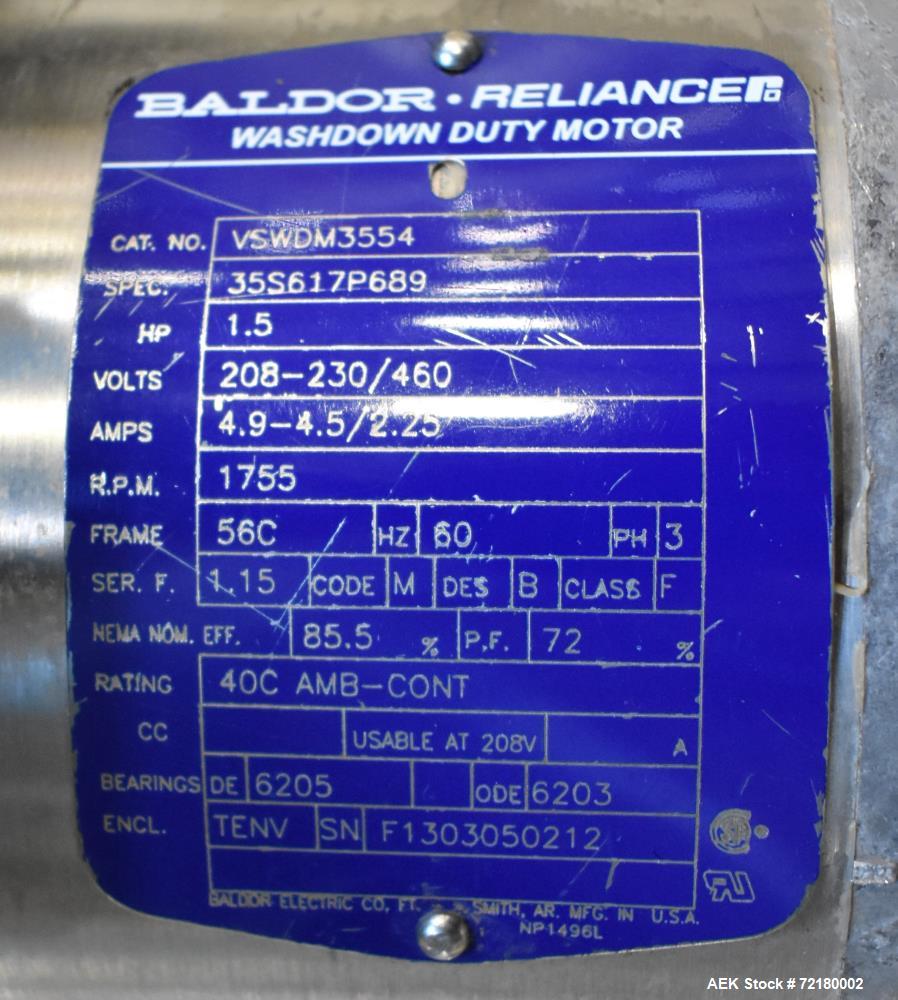 BALDOR • RELIANCE
WASHDOWN DUTY MOTOR
CAT. NO. VSWDM3554
SPEC. 35S617P689
HP 1.5
VOLTS 208-230/460
AMPS 4.9-4.5/2.25
R.P.M. 1755
FRAME 56C HZ 60 PH 3
SER. F. 1.15 CODE M DES B CLASS F
NEMA NOM. EFF. 85.5 % P.F. 72 %
RATING 40C AMB-CONT
CC USABLE AT 208V A
BEARINGS DE 6205 ODE 6203
ENCL. TENV SN F1303050212
BALDOR ELECTRIC CO, FT. SMITH, AR. MFG. IN U.S.A.
NP1496L
AEK Stock # 72180002